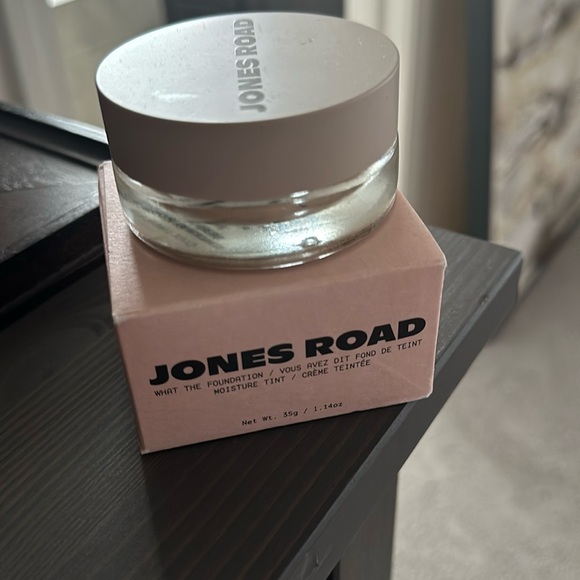 JONES ROAD
JONES ROAD
WHAT THE FOUNDATION / VOUS AVEZ DIT FOND DE TEINT
MOISTURE TINT / CRÈME TEINTÉE
Net Wt. 35g / 1.14oz